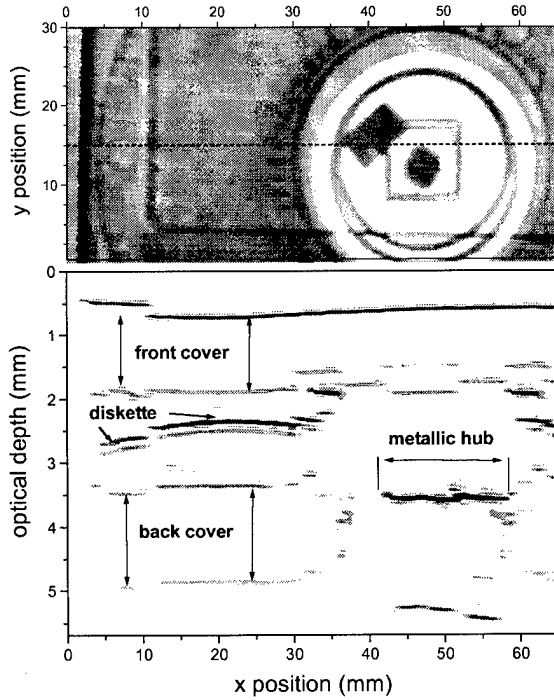 0 10 20 30 40 50 60
30
20
10
y position (mm)
0
1
2
3
4
5
optical depth (mm)
front cover
diskette
metallic hub
back cover
0 10 20 30 40 50 60
x position (mm)